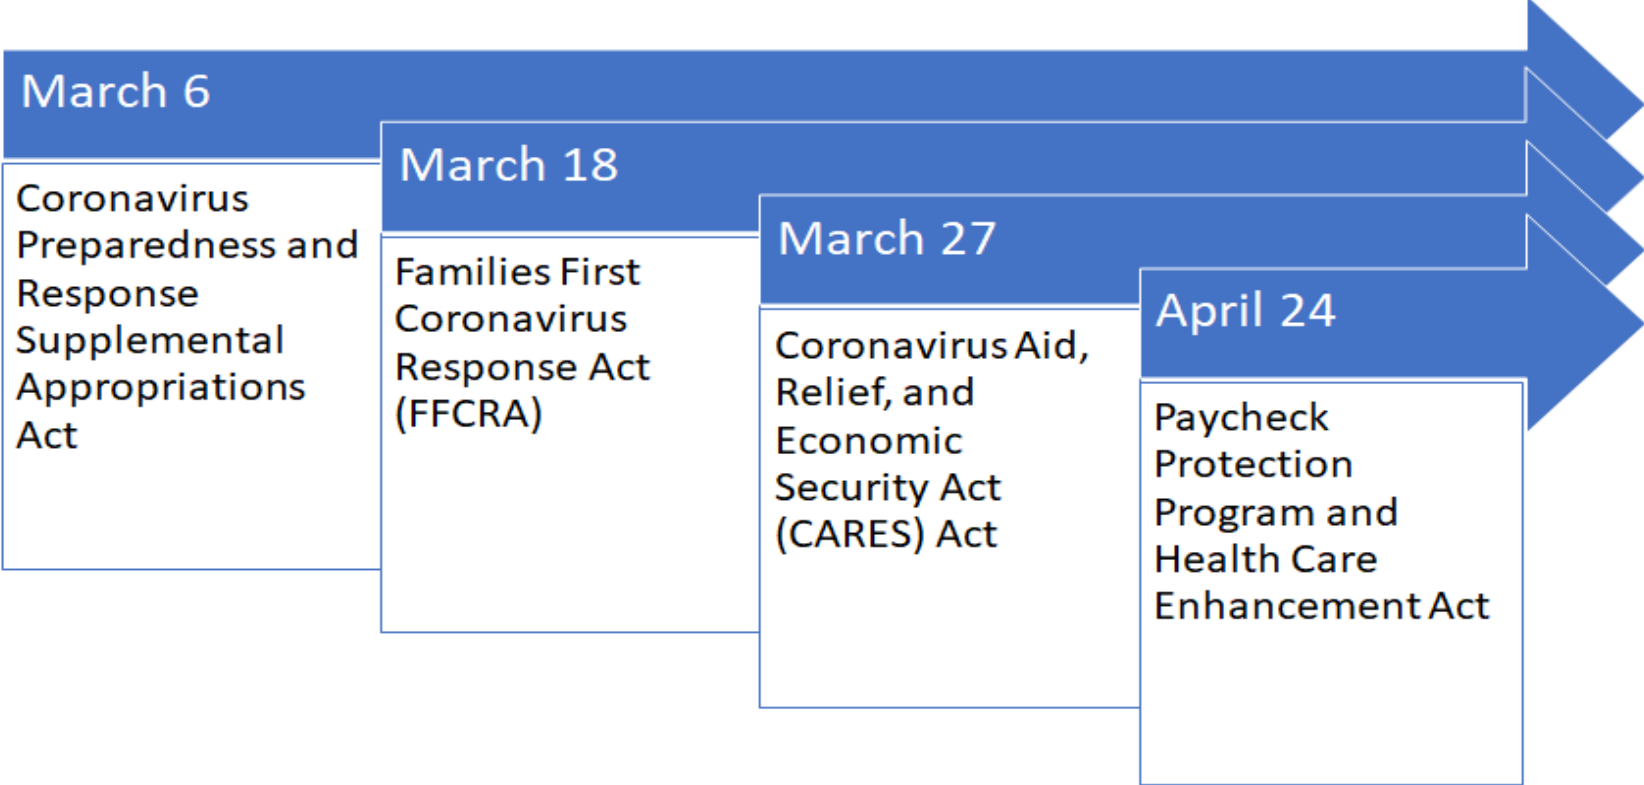 March 6
Coronavirus
Preparedness and
Response
Supplemental
Appropriations
Act
March 18
Families First
Coronavirus
Response Act
(FFCRA)
March 27
Coronavirus Aid,
Relief, and
Economic
Security Act
(CARES) Act
April 24
Paycheck
Protection
Program and
Health Care
Enhancement Act